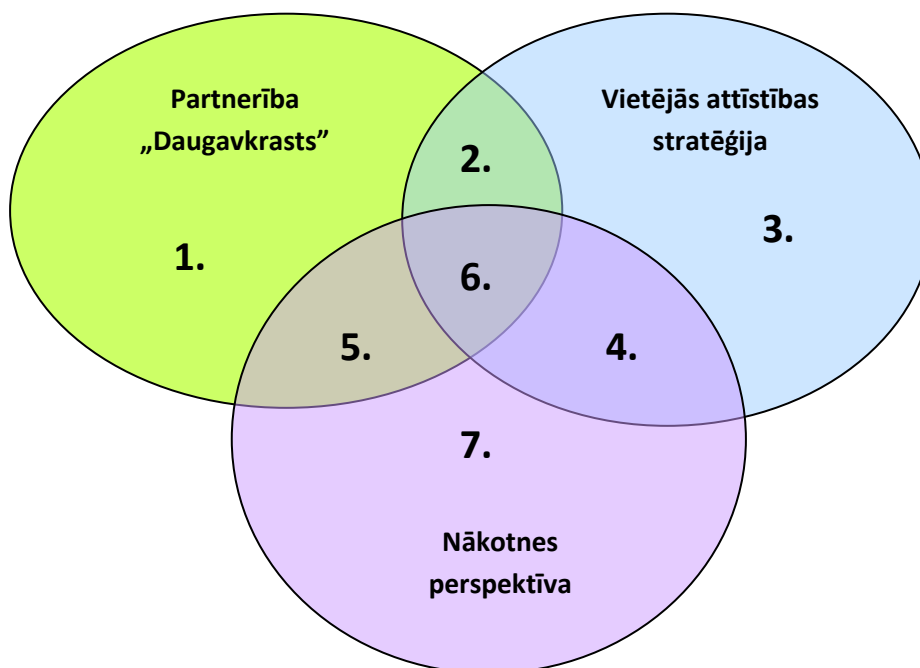 Partnerība
„Daugavkrasts”
Vietējās attīstības
stratēģija
1.
2.
3.
4.
5.
6.
7.
Nākotnes
perspektīva